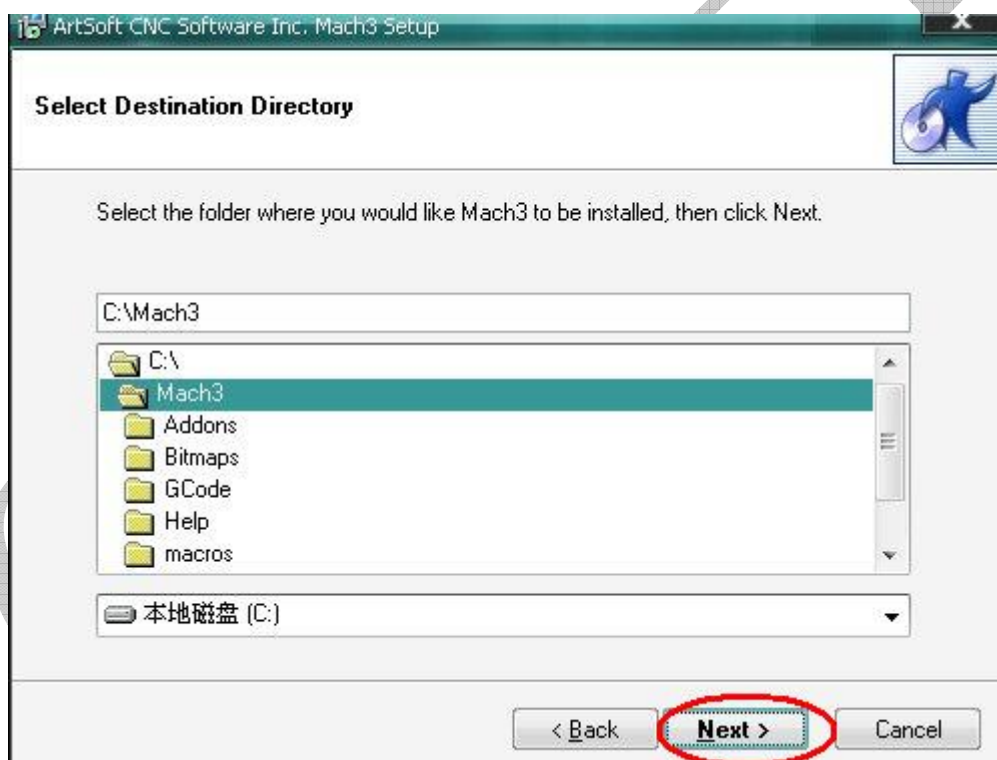 ArtSoft CNC Software Inc. Mach3 Setup
Select Destination Directory
Select the folder where you would like Mach3 to be installed, then click Next.
C:\Mach3
C:\
Mach3
Addons
Bitmaps
GCode
Help
macros
本地磁盘 (C:)
< Back Next > Cancel